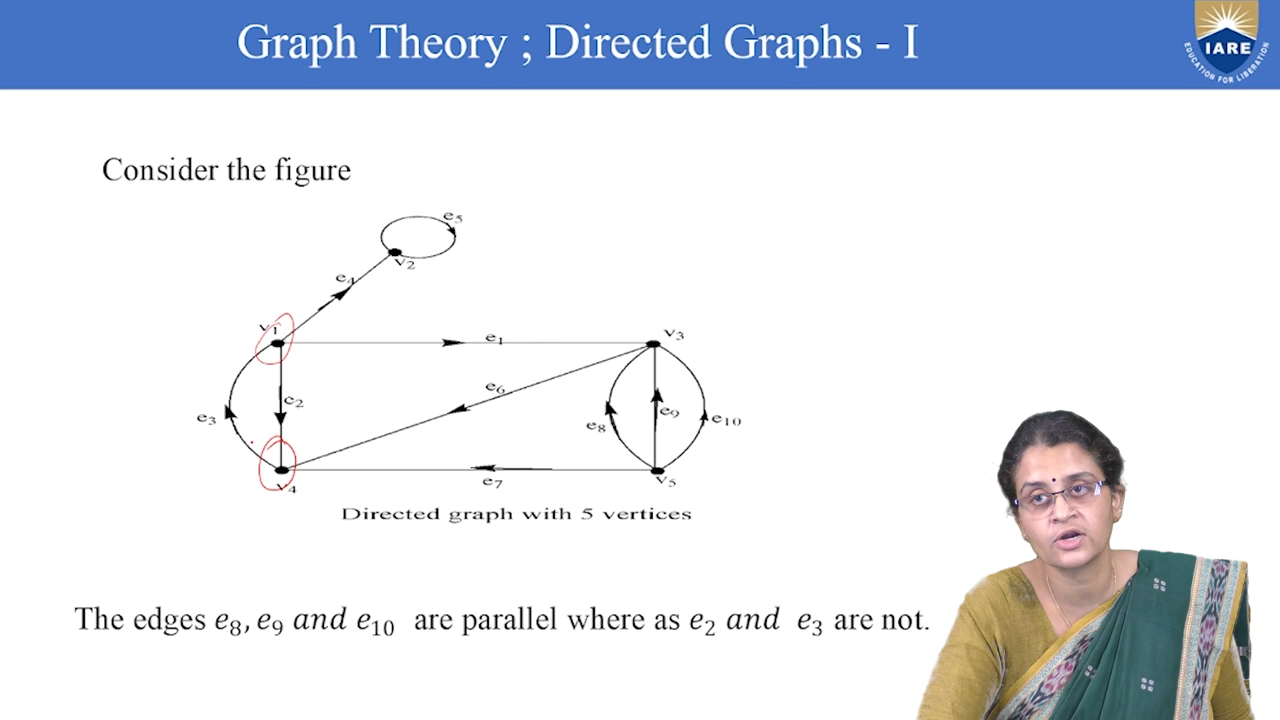 Graph Theory ; Directed Graphs - I
IARE
EDUCATION FOR LIBERATION
Consider the figure
e5
v2
e4
v1
e1
v3
e6
e2
e3
e8
e9
e10
v4
e7
v5
Directed graph with 5 vertices
The edges e8, e9 and e10 are parallel where as e2 and e3 are not.